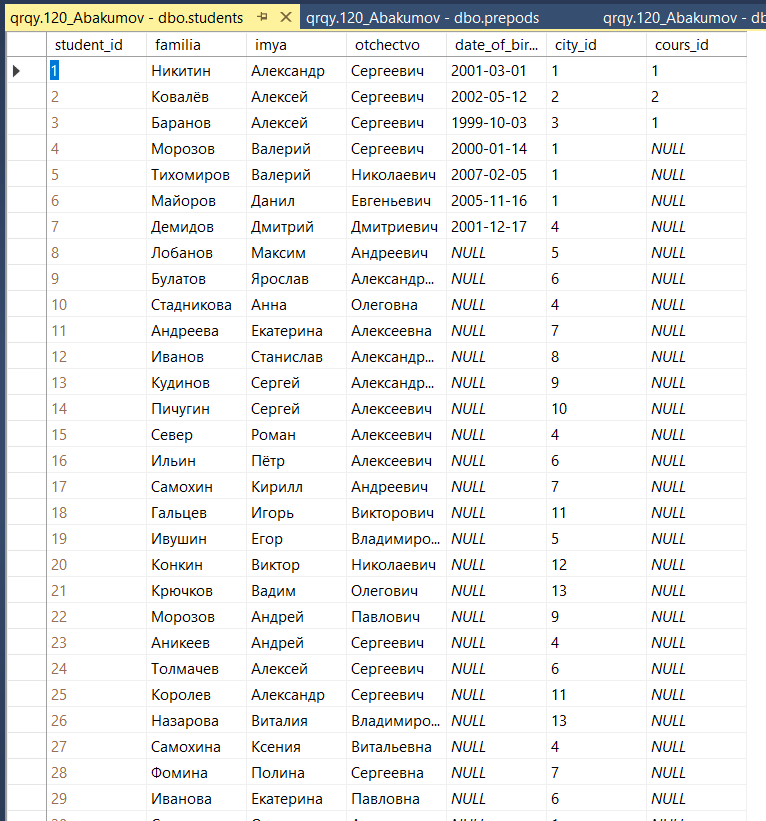 qrqy.120_Abakumov - dbo.students qrqy.120_Abakumov - dbo.prepods qrqy.120_Abakumov - db
student_id familia imya otchectvo date_of_bir... city_id cours_id
1 Никитин Александр Сергеевич 2001-03-01 1 1
2 Ковалёв Алексей Сергеевич 2002-05-12 2 2
3 Баранов Алексей Сергеевич 1999-10-03 3 1
4 Морозов Валерий Сергеевич 2000-01-14 1 NULL
5 Тихомиров Валерий Николаевич 2007-02-05 1 NULL
6 Майоров Данил Евгеньевич 2005-11-16 1 NULL
7 Демидов Дмитрий Дмитриевич 2001-12-17 4 NULL
8 Лобанов Максим Андреевич NULL 5 NULL
9 Булатов Ярослав Александр... NULL 6 NULL
10 Стадникова Анна Олеговна NULL 4 NULL
11 Андреева Екатерина Алексеевна NULL 7 NULL
12 Иванов Станислав Александр... NULL 8 NULL
13 Кудинов Сергей Александр... NULL 9 NULL
14 Пичугин Сергей Алексеевич NULL 10 NULL
15 Север Роман Алексеевич NULL 4 NULL
16 Ильин Пётр Алексеевич NULL 6 NULL
17 Самохин Кирилл Андреевич NULL 7 NULL
18 Гальцев Игорь Викторович NULL 11 NULL
19 Ивушин Егор Владимиро... NULL 5 NULL
20 Конкин Виктор Николаевич NULL 12 NULL
21 Крючков Вадим Олегович NULL 13 NULL
22 Морозов Андрей Павлович NULL 9 NULL
23 Аникеев Андрей Сергеевич NULL 4 NULL
24 Толмачев Алексей Сергеевич NULL 6 NULL
25 Королев Александр Сергеевич NULL 11 NULL
26 Назарова Виталия Владимиро... NULL 13 NULL
27 Самохина Ксения Витальевна NULL 4 NULL
28 Фомина Полина Сергеевна NULL 7 NULL
29 Иванова Екатерина Павловна NULL 6 NULL